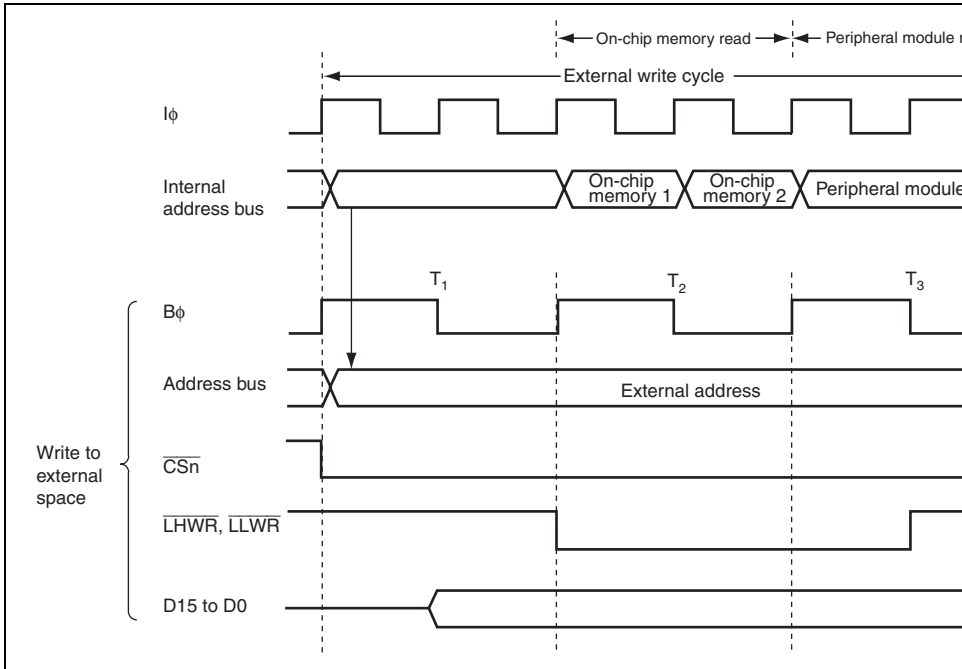 On-chip memory read
Peripheral module
External write cycle
Iϕ
Internal
address bus
On-chip
memory 1
On-chip
memory 2
Peripheral module
T1
T2
T3
Bϕ
Address bus
External address
Write to
external
space
CSn
LHWR, LLWR
D15 to D0